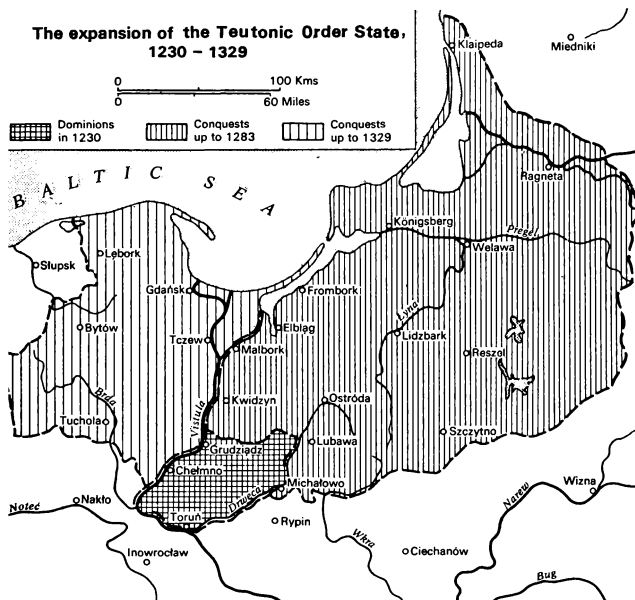 The expansion of the Teutonic Order State,
1230 – 1329
0 100 Kms
0 60 Miles
Dominions
in 1230
Conquests
up to 1283
Conquests
up to 1329
Klaipeda
Miedniki
BALTIC SEA
Ragneta
Königsberg
Pregel
Welawa
Lębork
Słupsk
Gdańsk
Frombork
Łyna
Bytów
Tczew
Elbląg
Lidzbark
Malbork
Reszel
Brda
Kwidzyn
Ostróda
Tuchola
Vistula
Szczytno
Grudziądz
Lubawa
Chełmno
Michałowo
Wizna
Nakło
Drwęca
Narew
Noteć
Toruń
Rypin
Wkra
Inowrocław
Ciechanów
Bug